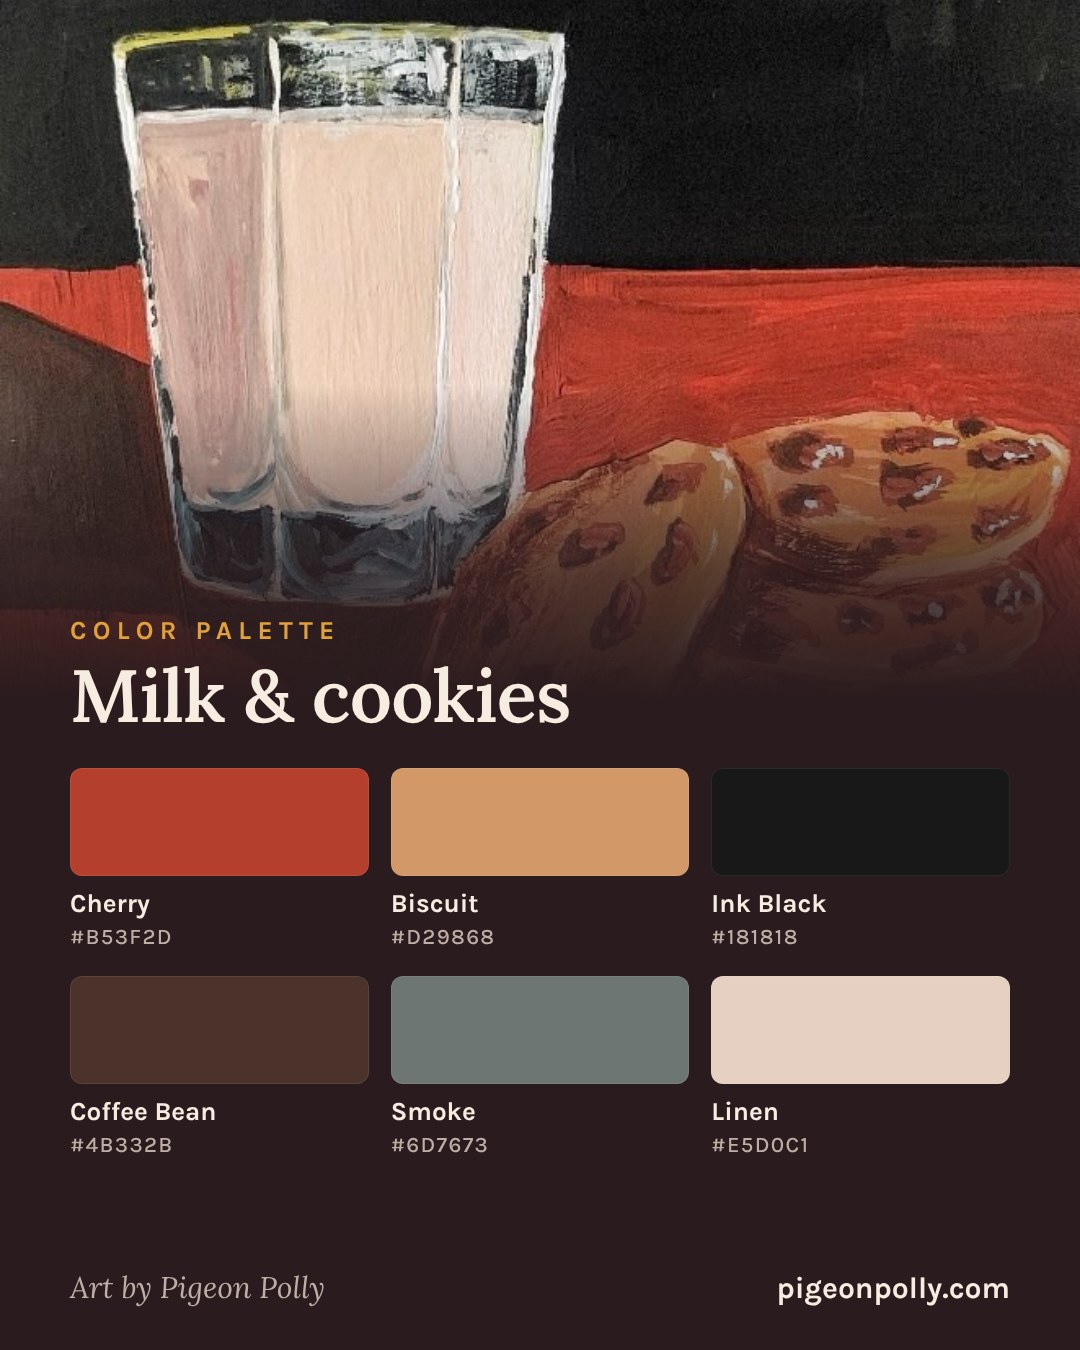 COLOR PALETTE
Milk & cookies
Cherry
#B53F2D
Biscuit
#D29868
Ink Black
#181818
Coffee Bean
#4B332B
Smoke
#6D7673
Linen
#E5D0C1
Art by Pigeon Polly
pigeonpolly.com